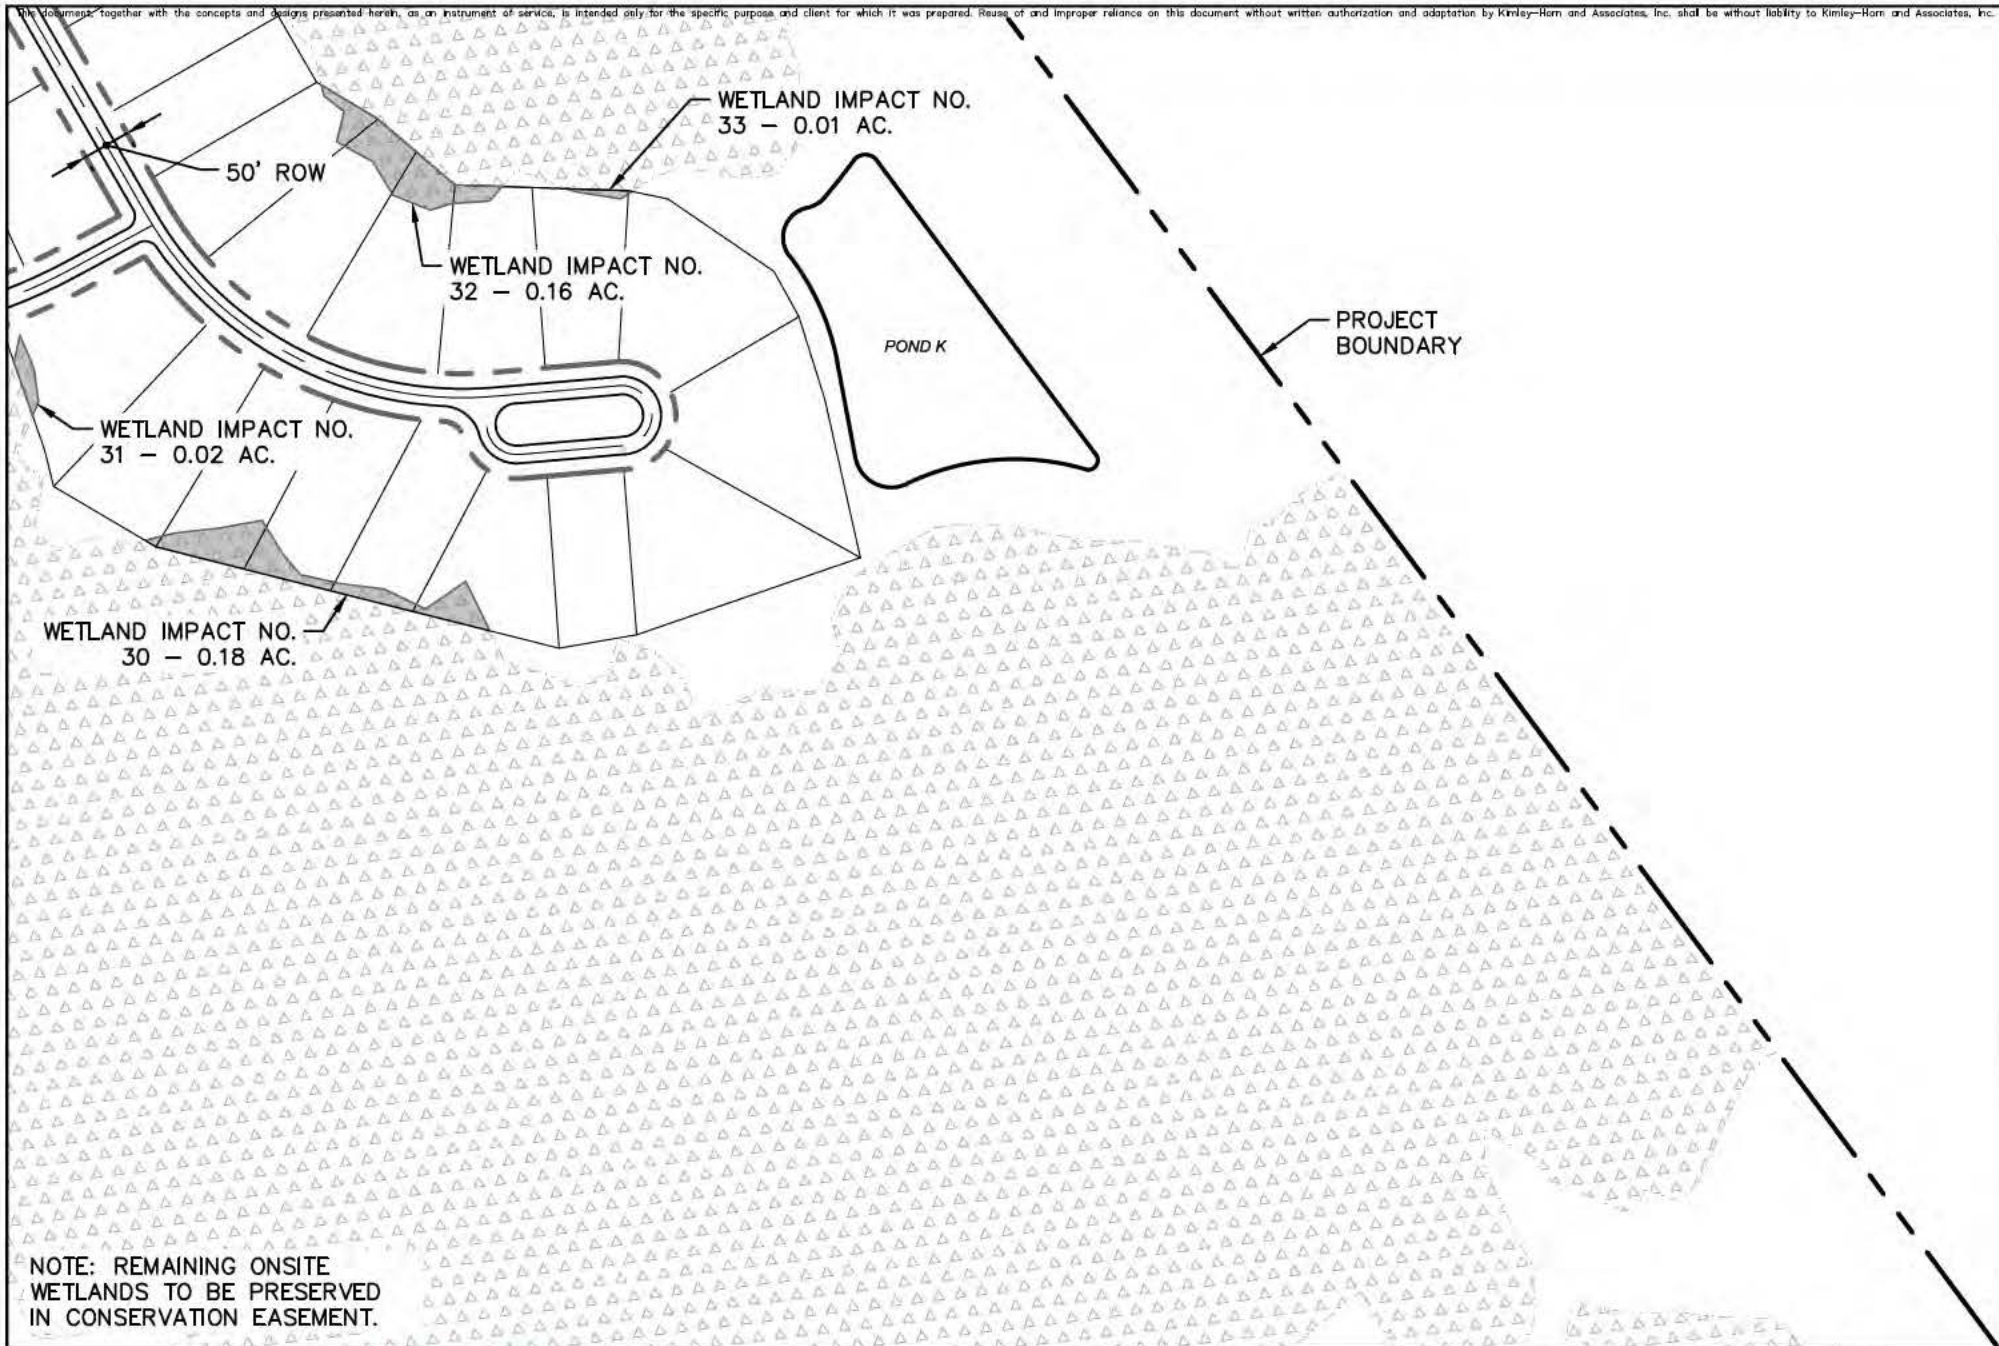 This document, together with the concepts and designs presented herein, as an instrument of service, is intended only for the specific purpose and client for which it was prepared. Reuse of and improper reliance on this document without written authorization and adaptation by Kimley-Horn and Associates, Inc. shall be without liability to Kimley-Horn and Associates, Inc.
WETLAND IMPACT NO.
33 – 0.01 AC.
50' ROW
WETLAND IMPACT NO.
32 – 0.16 AC.
PROJECT
BOUNDARY
POND K
WETLAND IMPACT NO.
31 – 0.02 AC.
WETLAND IMPACT NO.
30 – 0.18 AC.
NOTE: REMAINING ONSITE
WETLANDS TO BE PRESERVED
IN CONSERVATION EASEMENT.